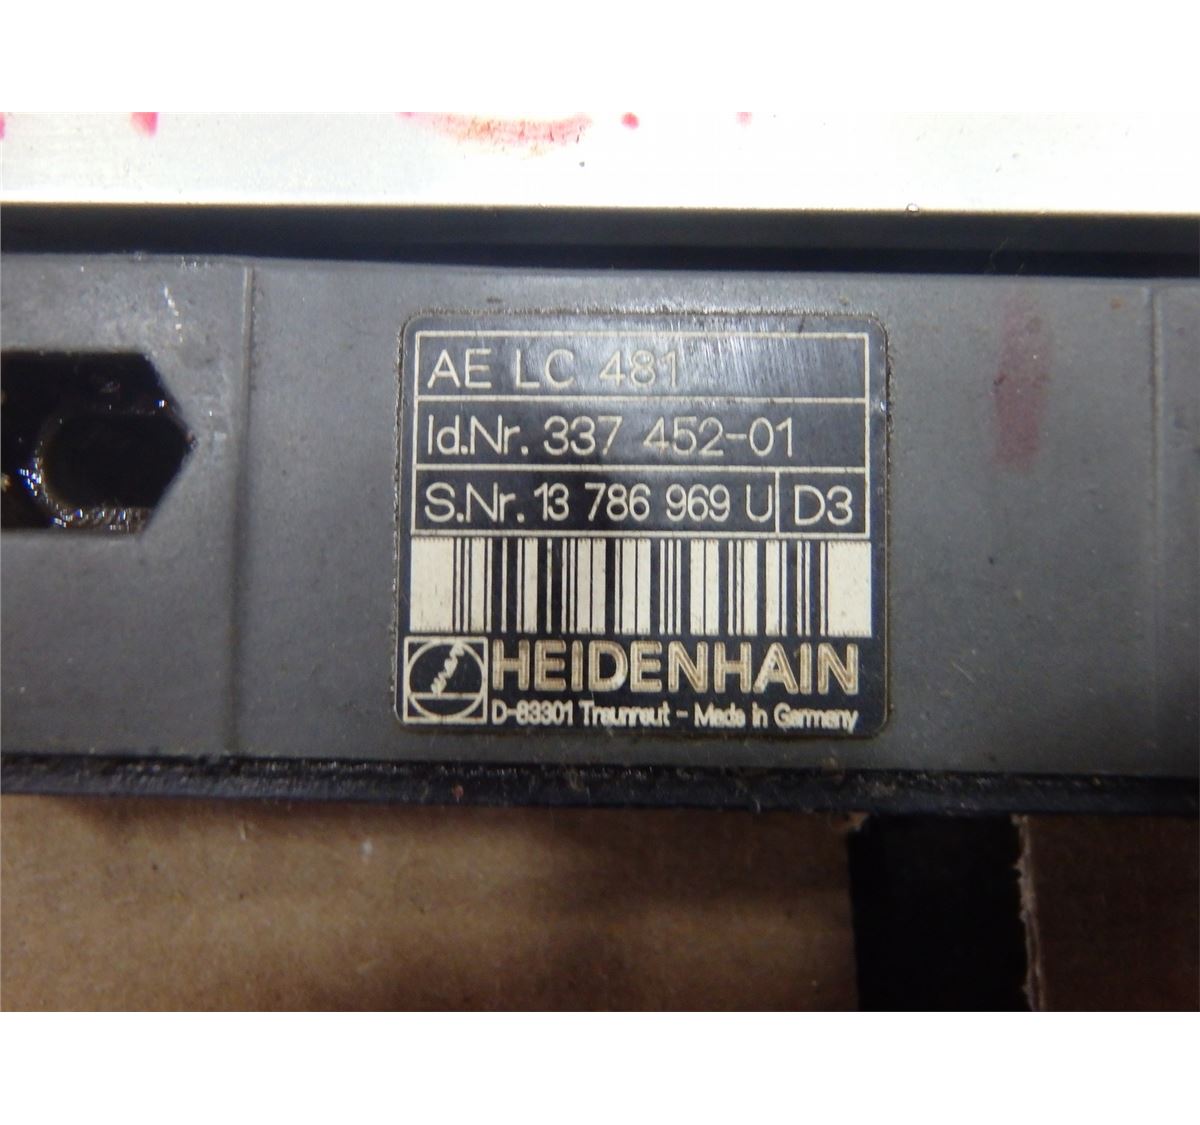 AE LC 481
Id.Nr. 337 452-01
S.Nr. 13 786 969 U D3
HEIDENHAIN
D-83301 Traunreut - Made in Germany